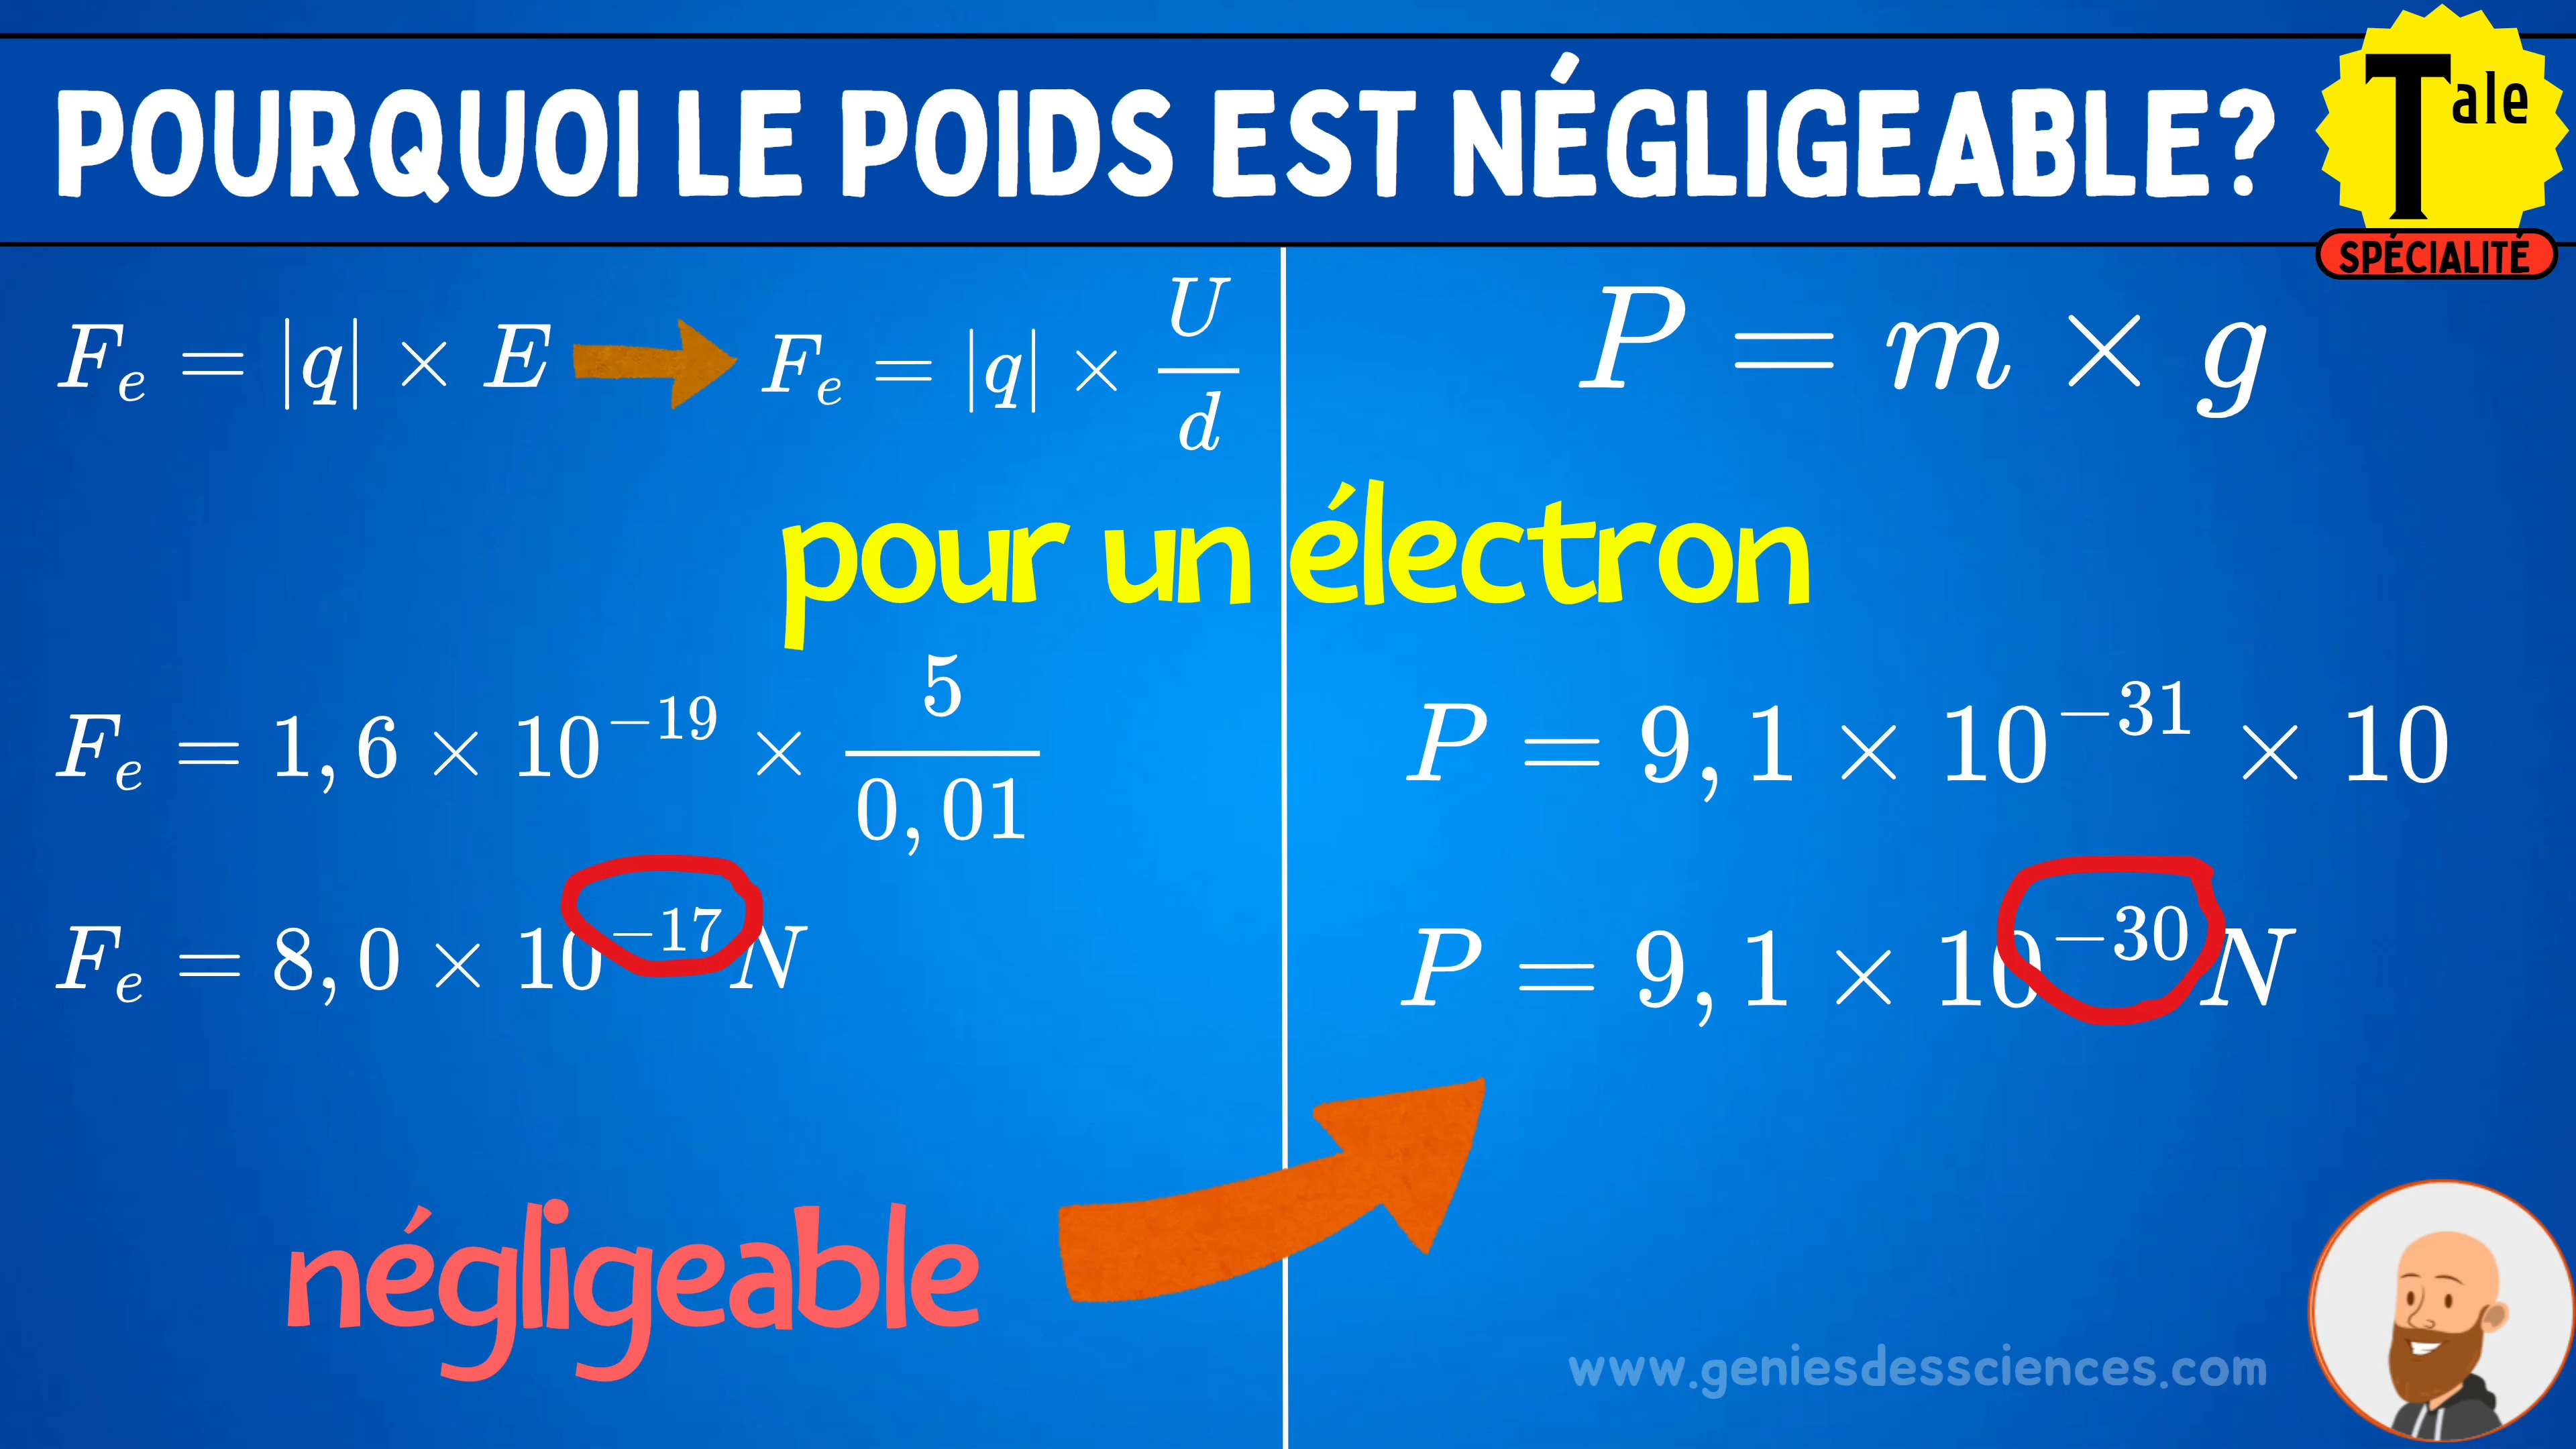 POURQUOI LE POIDS EST NÉGLIGEABLE?
Tale
SPÉCIALITÉ
F_e = |q| × E
F_e = |q| × U/d
P = m × g
pour un électron
F_e = 1,6 × 10^{-19} × 5/0,01
P = 9,1 × 10^{-31} × 10
F_e = 8,0 × 10^{-17} N
P = 9,1 × 10^{-30} N
négligeable
www.geniesdessciences.com